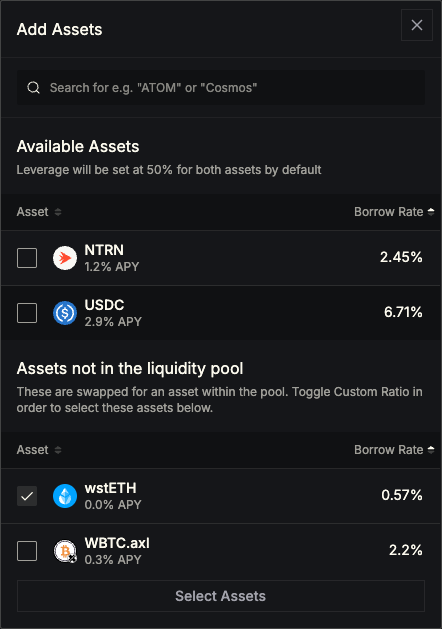 Add Assets
Search for e.g. "ATOM" or "Cosmos"
Available Assets
Leverage will be set at 50% for both assets by default
Asset Borrow Rate
NTRN 2.45%
1.2% APY
USDC 6.71%
2.9% APY
Assets not in the liquidity pool
These are swapped for an asset within the pool. Toggle Custom Ratio in
order to select these assets below.
Asset Borrow Rate
wstETH 0.57%
0.0% APY
WBTC.axl 2.2%
0.3% APY
Select Assets